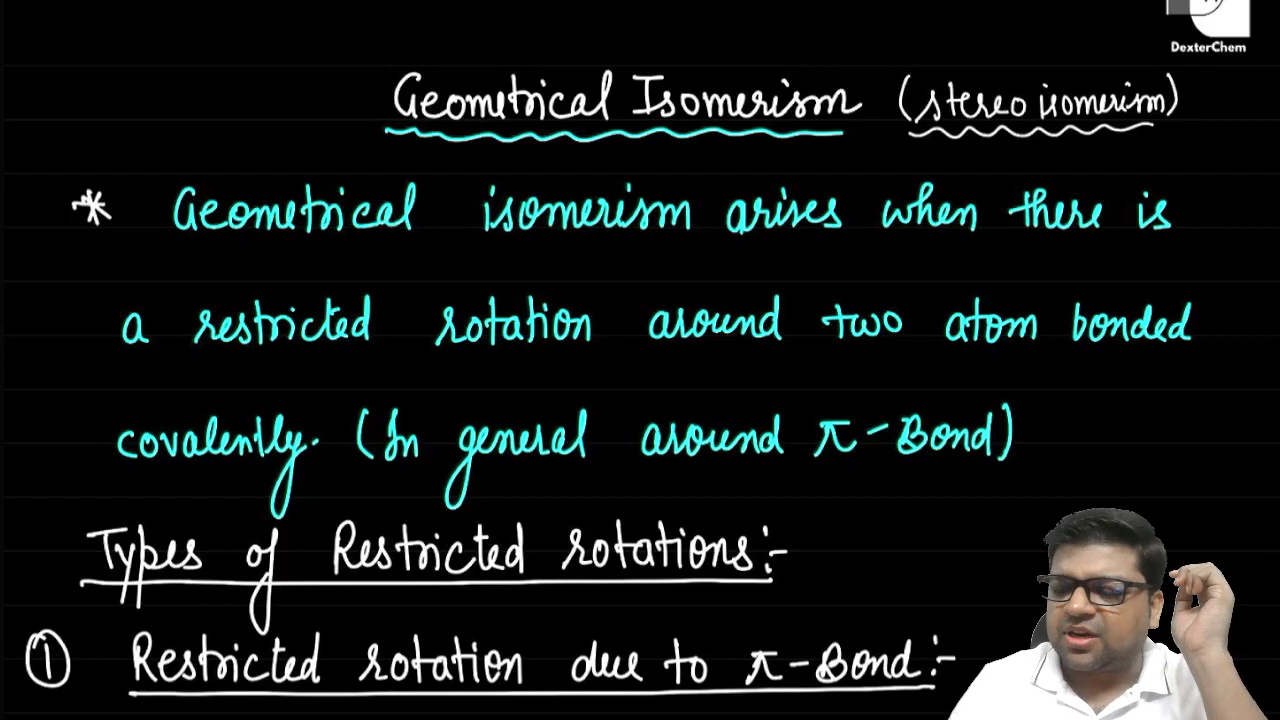 DexterChem
Geometrical Isomerism (stereo isomerism)
* Geometrical isomerism arises when there is
a restricted rotation around two atom bonded
covalently. (In general around π-Bond)
Types of Restricted rotations:-
① Restricted rotation due to π-Bond:-